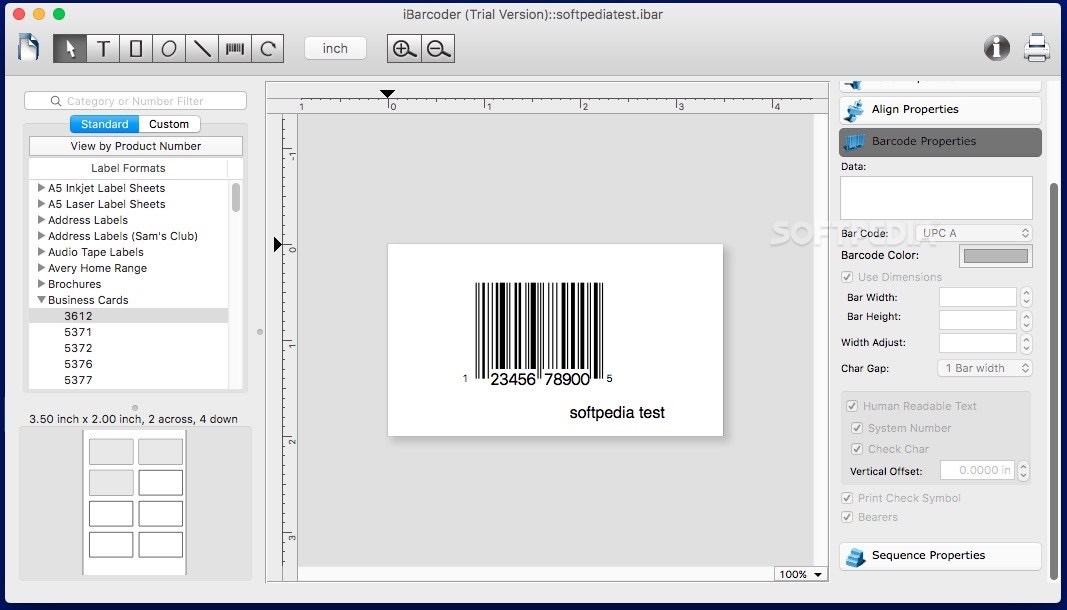 iBarcoder (Trial Version)::softpediatest.ibar
T
inch
Category or Number Filter
Standard
Custom
View by Product Number
Label Formats
A5 Inkjet Label Sheets
A5 Laser Label Sheets
Address Labels
Address Labels (Sam's Club)
Audio Tape Labels
Avery Home Range
Brochures
Business Cards
3612
5371
5372
5376
5377
3.50 inch x 2.00 inch, 2 across, 4 down
1 0 1 2 3 4
-1
0
1
2
3
1 23456 78900 5
softpedia test
100%
Align Properties
Barcode Properties
Data:
SOFTPEDIA
Bar Code: UPC A
Barcode Color:
Use Dimensions
Bar Width:
Bar Height:
Width Adjust:
Char Gap: 1 Bar width
Human Readable Text
System Number
Check Char
Vertical Offset: 0.0000 in
Print Check Symbol
Bearers
Sequence Properties